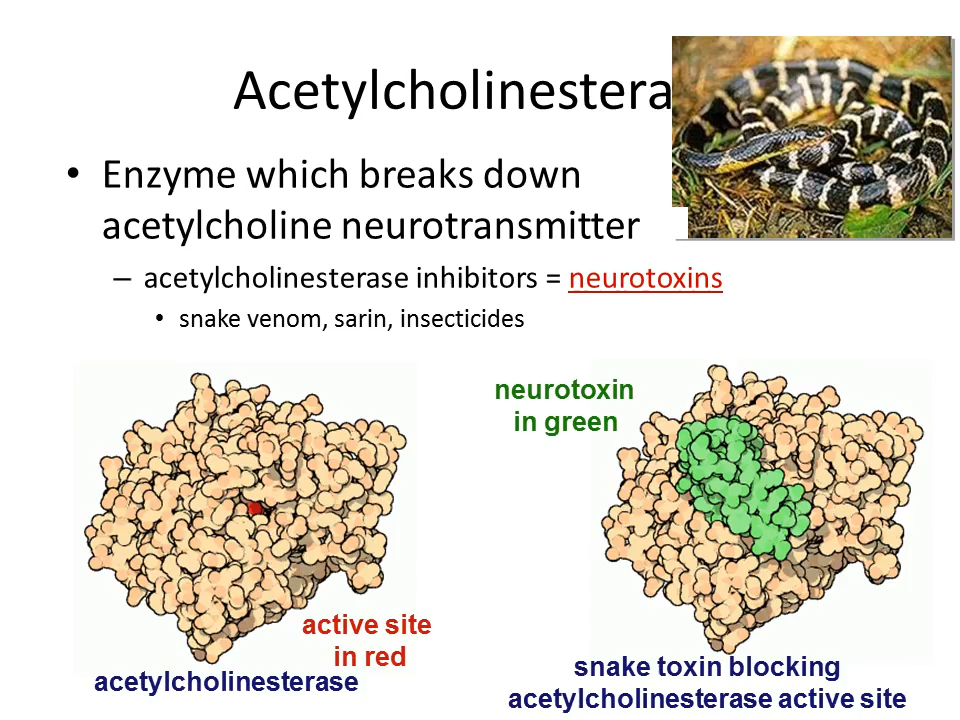 Acetylcholinestera
• Enzyme which breaks down
acetylcholine neurotransmitter
– acetylcholinesterase inhibitors = neurotoxins
• snake venom, sarin, insecticides
neurotoxin
in green
active site
in red
acetylcholinesterase
snake toxin blocking
acetylcholinesterase active site